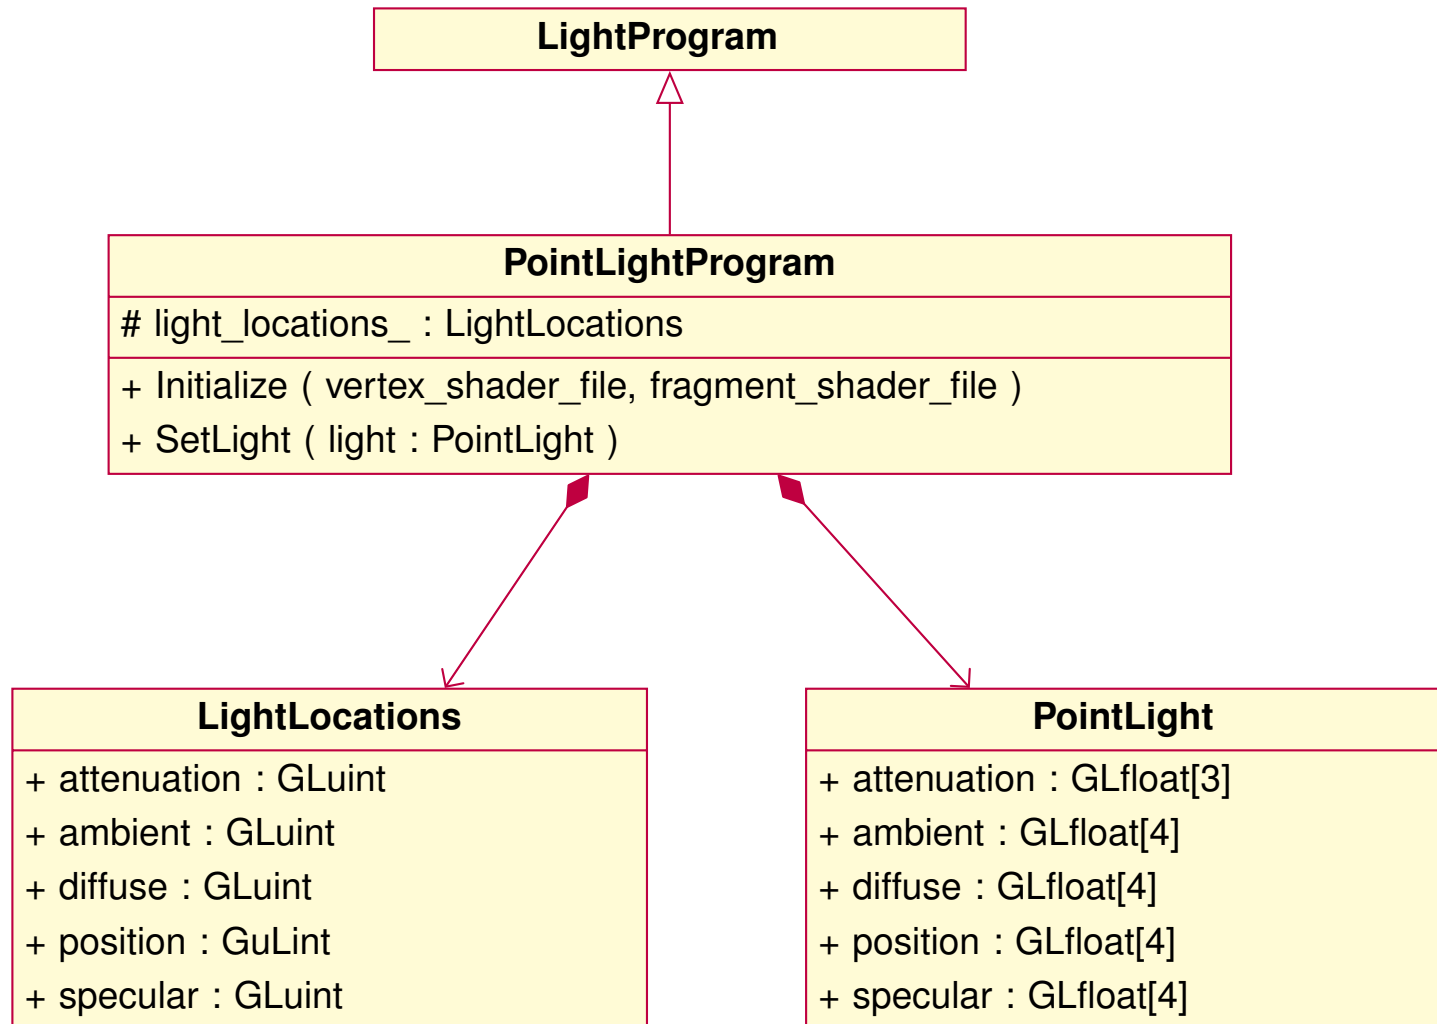 LightProgram
PointLightProgram
# light_locations_ : LightLocations
+ Initialize ( vertex_shader_file, fragment_shader_file )
+ SetLight ( light : PointLight )
LightLocations
+ attenuation : GLuint
+ ambient : GLuint
+ diffuse : GLuint
+ position : GuLint
+ specular : GLuint
PointLight
+ attenuation : GLfloat[3]
+ ambient : GLfloat[4]
+ diffuse : GLfloat[4]
+ position : GLfloat[4]
+ specular : GLfloat[4]